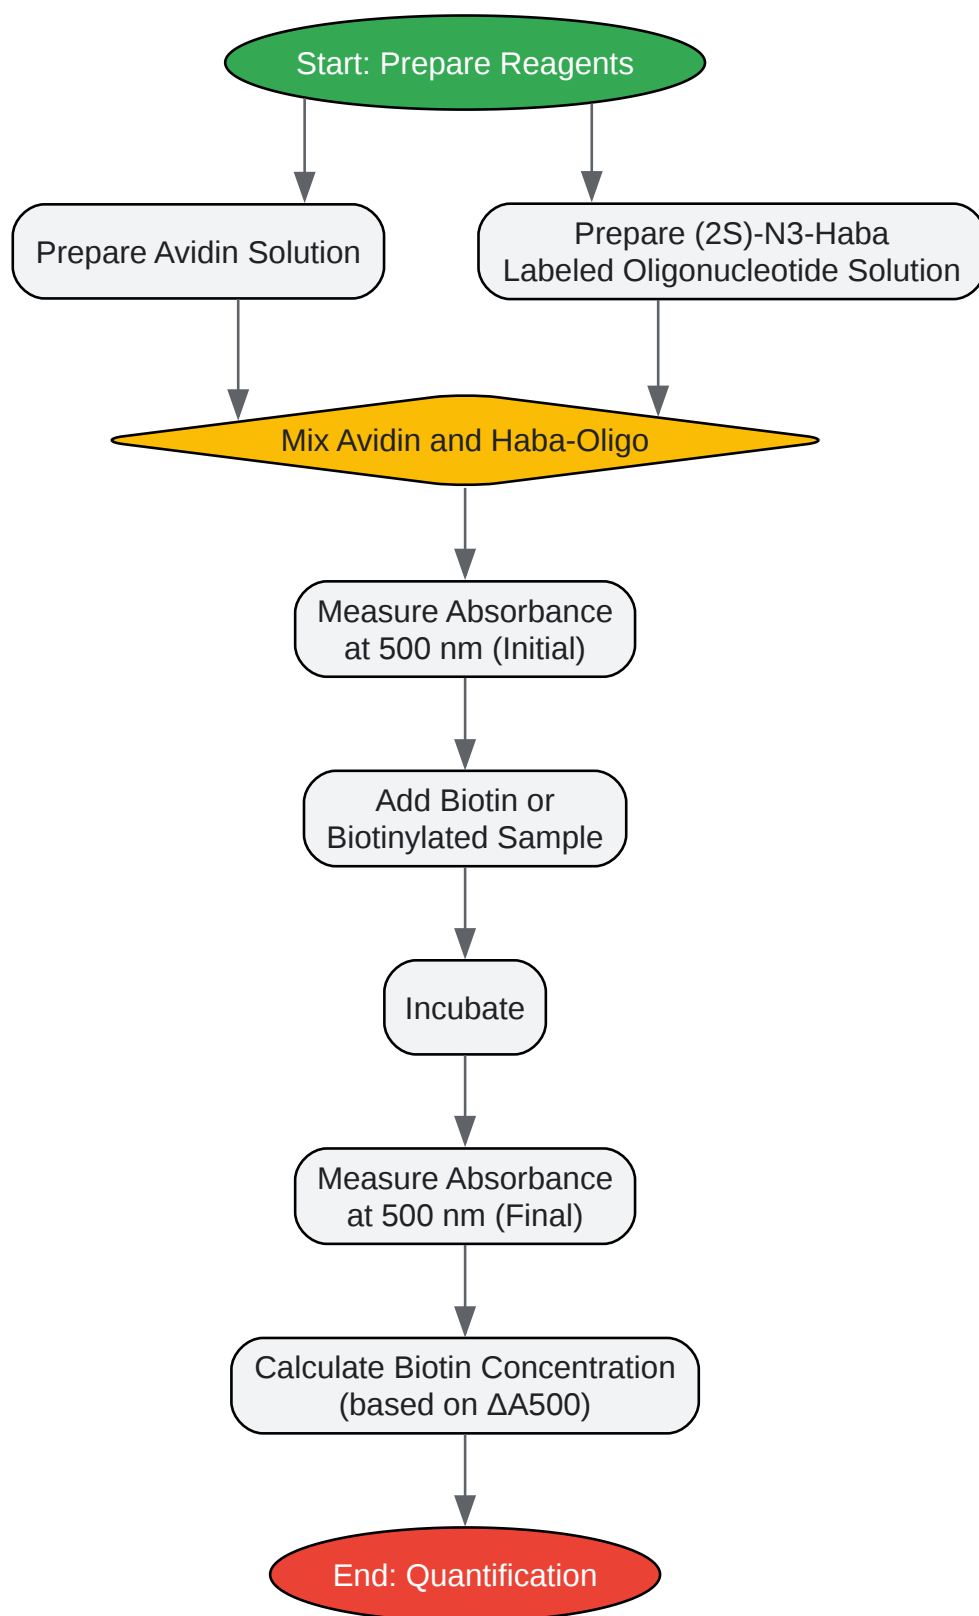 Start: Prepare Reagents
Prepare Avidin Solution
Prepare (2S)-N3-Haba
Labeled Oligonucleotide Solution
Mix Avidin and Haba-Oligo
Measure Absorbance
at 500 nm (Initial)
Add Biotin or
Biotinylated Sample
Incubate
Measure Absorbance
at 500 nm (Final)
Calculate Biotin Concentration
(based on ΔA500)
End: Quantification